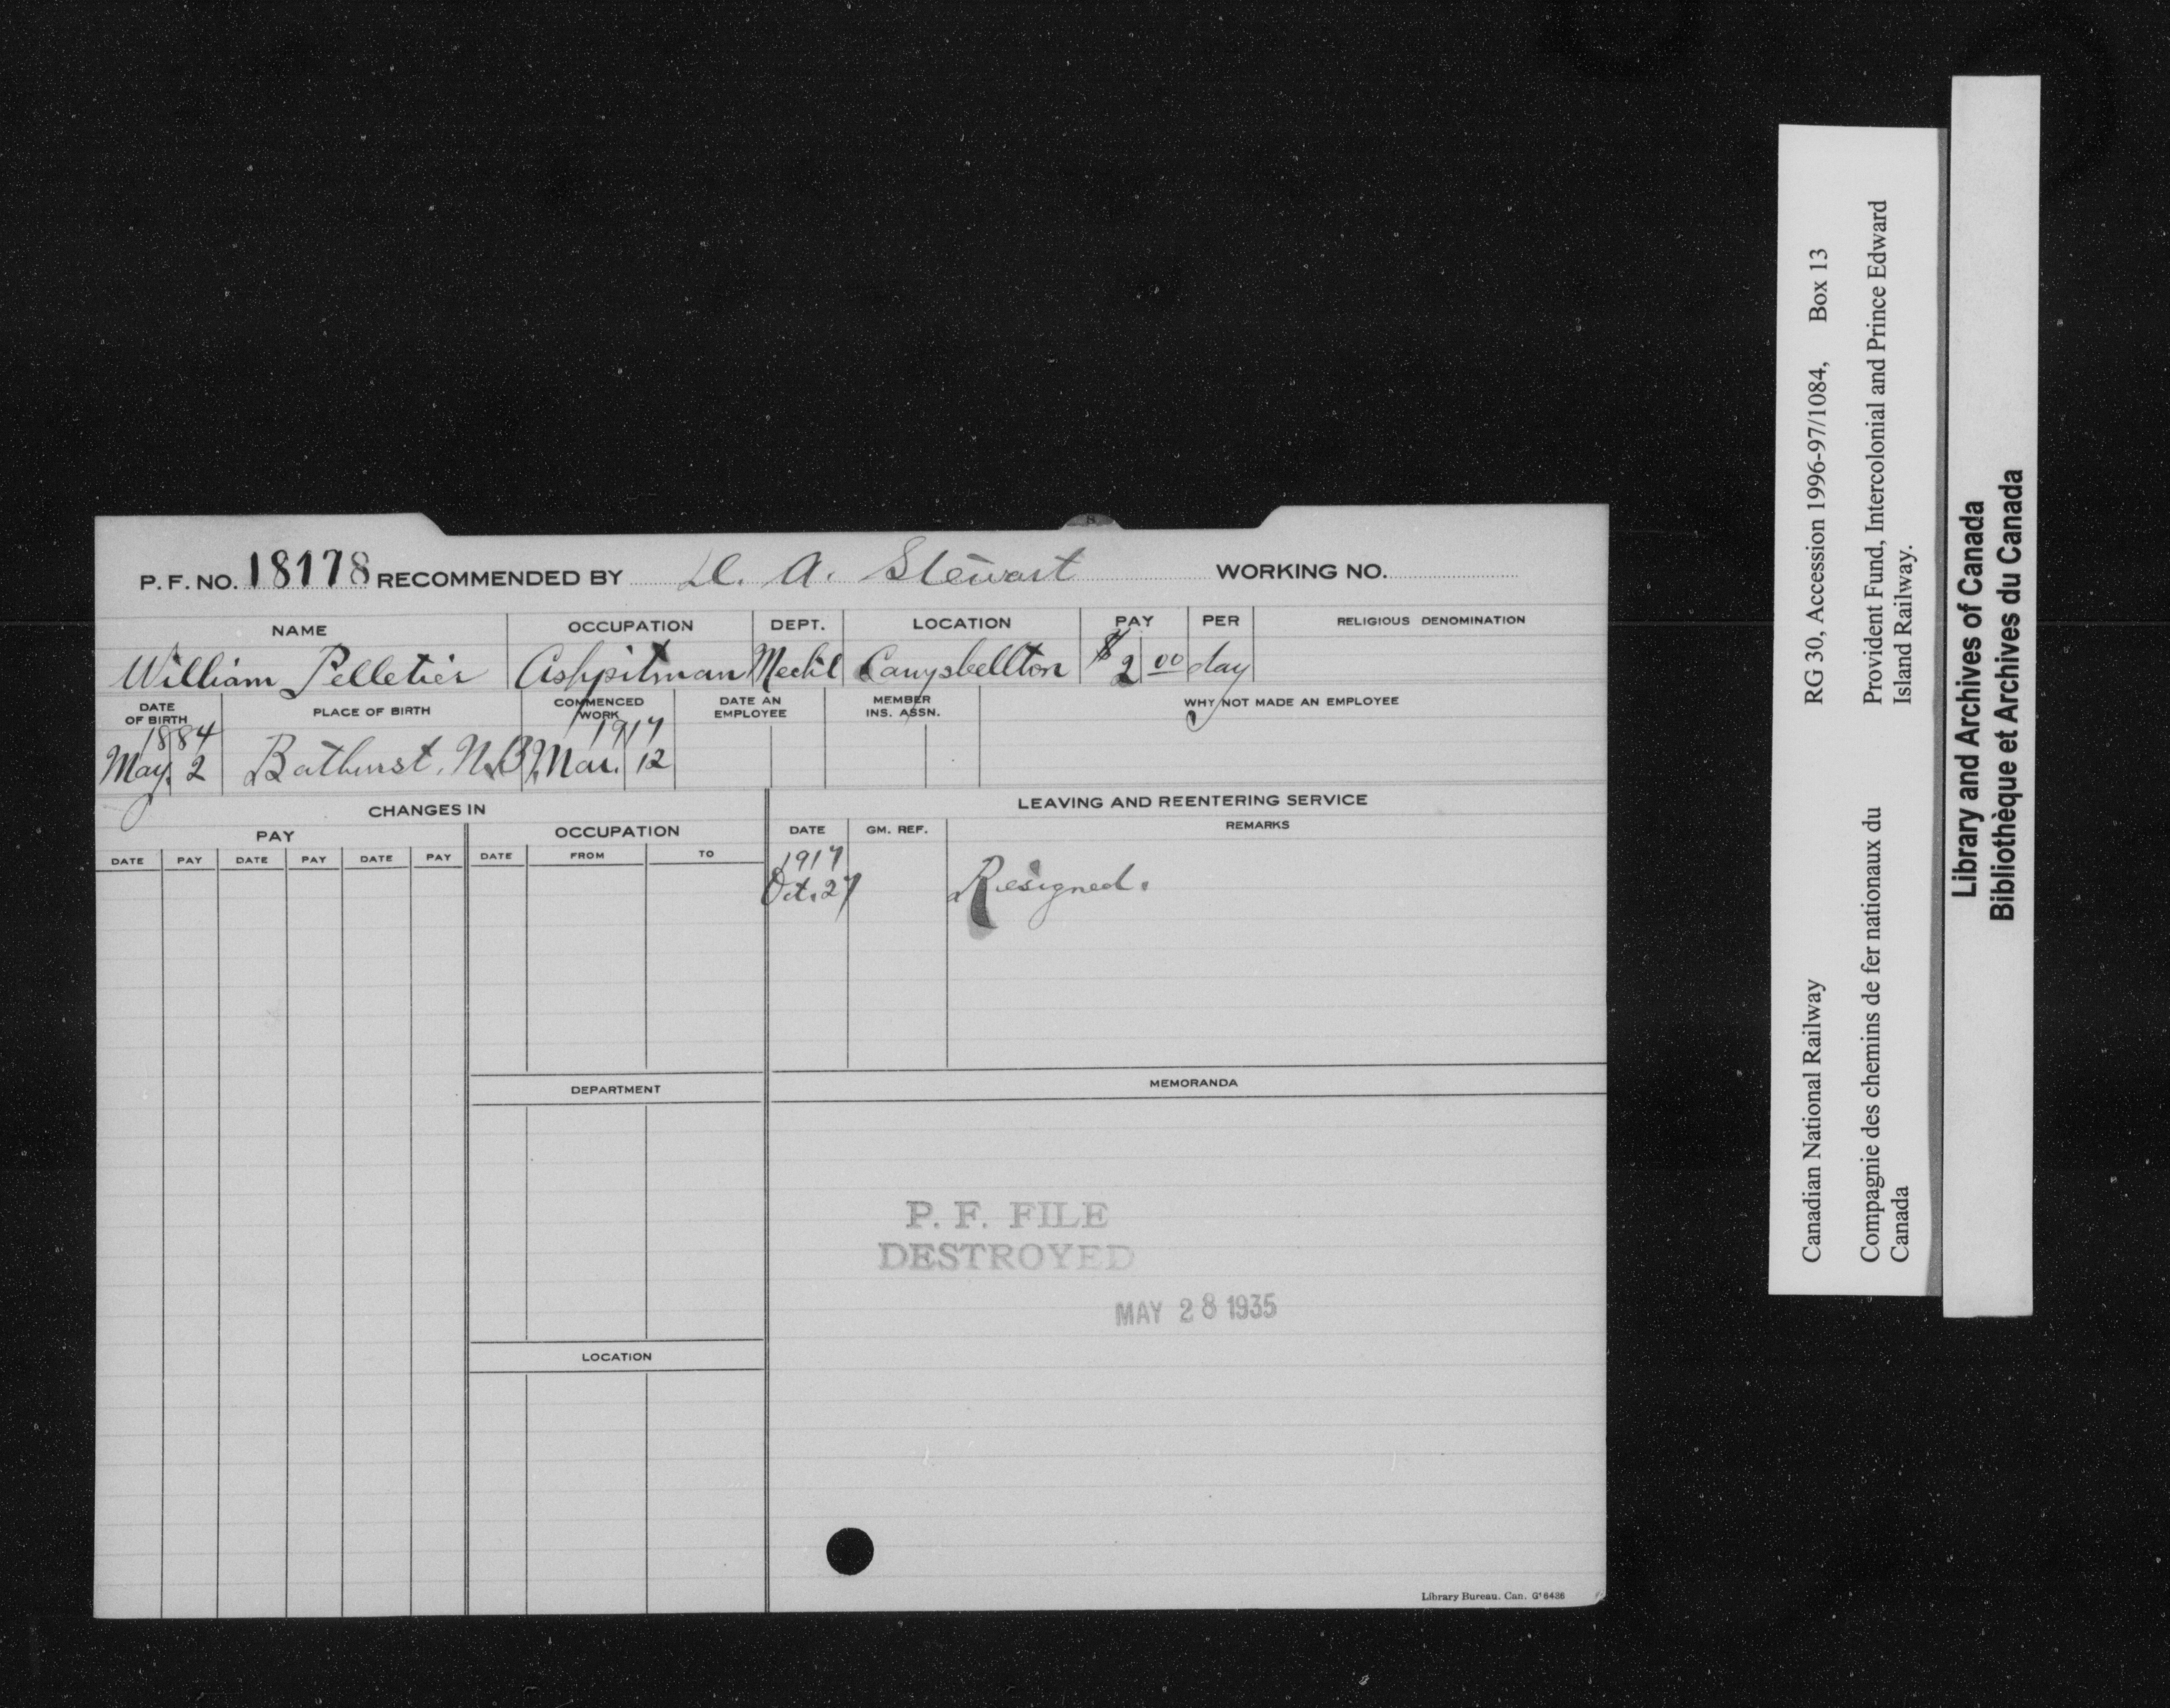 P. F. NO. 18178 RECOMMENDED BY D. A. Stewart WORKING NO.
NAME OCCUPATION DEPT. LOCATION PAY PER RELIGIOUS DENOMINATION
William Pelletier Ashpitman Mech'l Campbellton $2 00 day
DATE OF BIRTH PLACE OF BIRTH COMMENCED WORK DATE AN EMPLOYEE MEMBER INS. ASSN. WHY NOT MADE AN EMPLOYEE
1884 1917
May. 2 Bathurst, N.B. Mar. 12
CHANGES IN LEAVING AND REENTERING SERVICE
PAY OCCUPATION DATE GM. REF. REMARKS
DATE PAY DATE PAY DATE PAY DATE FROM TO
1917
Oct. 27 Resigned.
DEPARTMENT MEMORANDA
P. F. FILE
DESTROYED
MAY 28 1935
LOCATION
Library Bureau. Can. G16486
Canadian National Railway RG 30, Accession 1996-97/1084, Box 13
Compagnie des chemins de fer nationaux du Provident Fund, Intercolonial and Prince Edward
Canada Island Railway.
Library and Archives of Canada
Bibliothèque et Archives du Canada